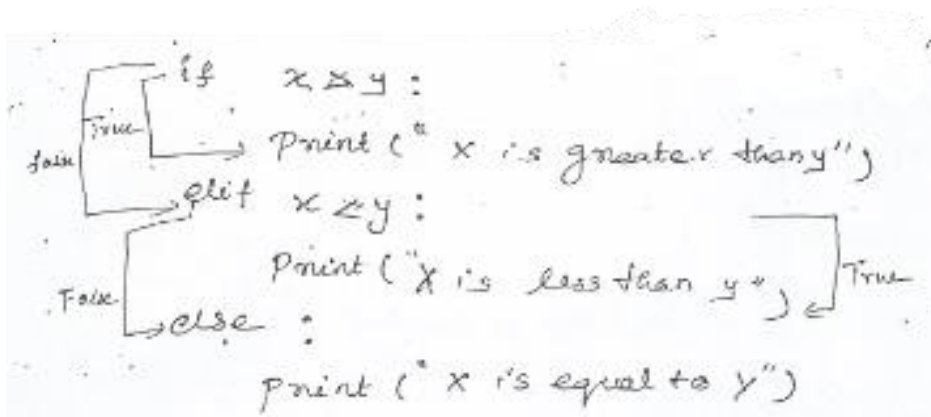 if x > y :
True
Print (" x is greater than y")
false
elif x < y :
Print ("X is less than y")
True
False
else :
Print (" X is equal to y")